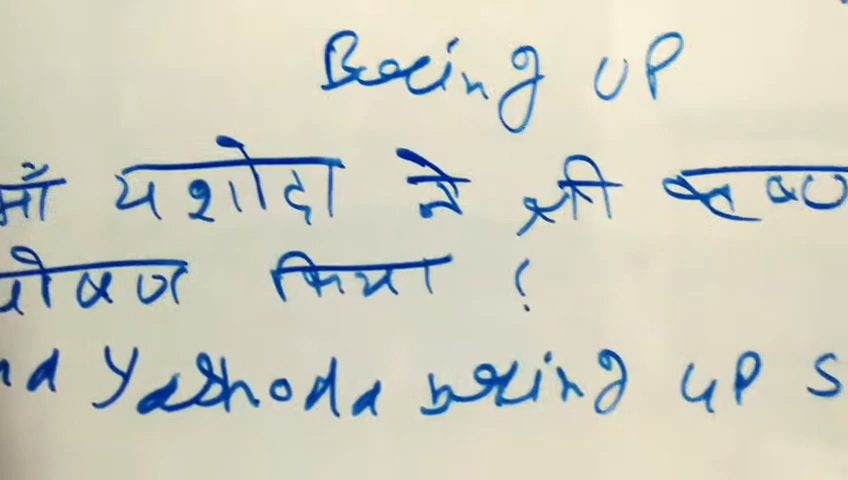 Bring UP
माँ यशोदा ने श्री कृष्ण
पोषण किया ?
Yashoda bring up S